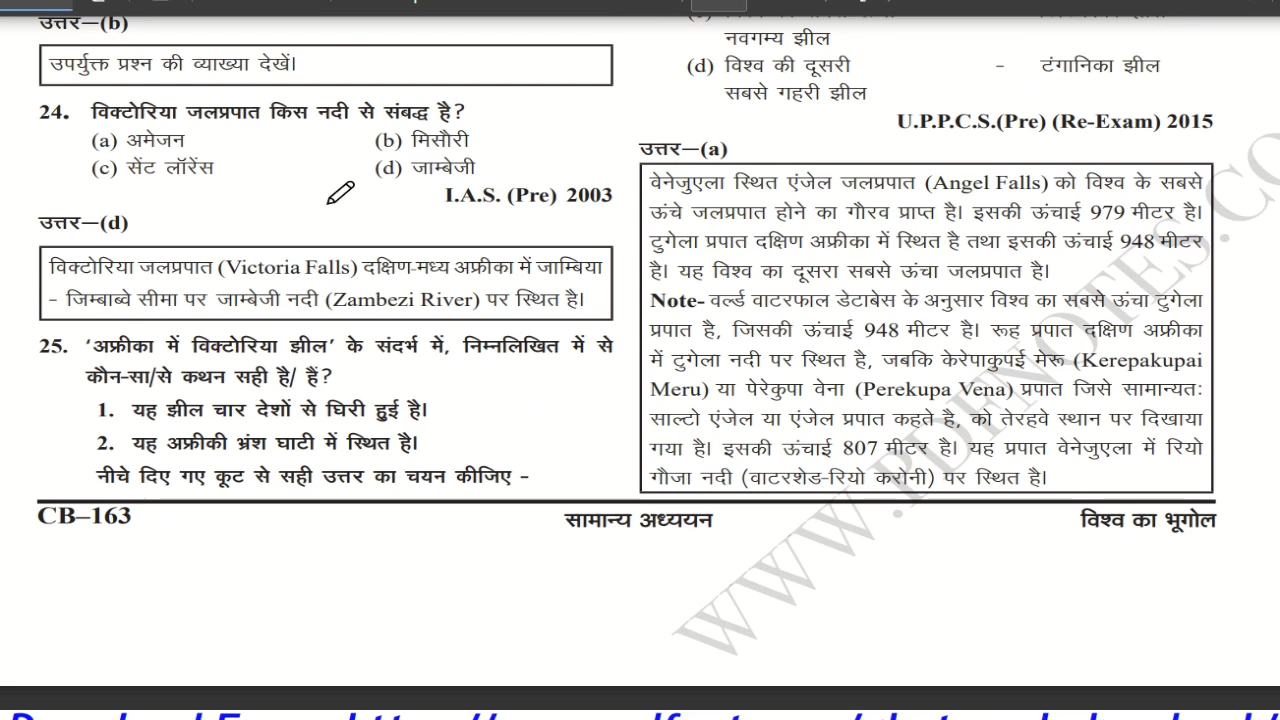 उत्तर–(b)
उपर्युक्त प्रश्न की व्याख्या देखें।
24. विक्टोरिया जलप्रपात किस नदी से संबद्ध है?
(a) अमेजन (b) मिसौरी
(c) सेंट लॉरेंस (d) जाम्बेजी
I.A.S. (Pre) 2003
उत्तर–(d)
विक्टोरिया जलप्रपात (Victoria Falls) दक्षिण-मध्य अफ्रीका में जाम्बिया
- जिम्बाब्वे सीमा पर जाम्बेजी नदी (Zambezi River) पर स्थित है।
25. ‘अफ्रीका में विक्टोरिया झील’ के संदर्भ में, निम्नलिखित में से
कौन-सा/से कथन सही है/ हैं?
1. यह झील चार देशों से घिरी हुई है।
2. यह अफ्रीकी भ्रंश घाटी में स्थित है।
नीचे दिए गए कूट से सही उत्तर का चयन कीजिए -
नवगम्य झील
(d) विश्व की दूसरी - टंगानिका झील
सबसे गहरी झील
U.P.P.C.S.(Pre) (Re-Exam) 2015
उत्तर–(a)
वेनेजुएला स्थित एंजेल जलप्रपात (Angel Falls) को विश्व के सबसे
ऊंचे जलप्रपात होने का गौरव प्राप्त है। इसकी ऊंचाई 979 मीटर है।
टुगेला प्रपात दक्षिण अफ्रीका में स्थित है तथा इसकी ऊंचाई 948 मीटर
है। यह विश्व का दूसरा सबसे ऊंचा जलप्रपात है।
Note- वर्ल्ड वाटरफाल डेटाबेस के अनुसार विश्व का सबसे ऊंचा टुगेला
प्रपात है, जिसकी ऊंचाई 948 मीटर है। रूह प्रपात दक्षिण अफ्रीका
में टुगेला नदी पर स्थित है, जबकि केरेपाकुपई मेरू (Kerepakupai
Meru) या पेरेकुपा वेना (Perekupa Vena) प्रपात जिसे सामान्यतः
साल्टो एंजेल या एंजेल प्रपात कहते है, को तेरहवे स्थान पर दिखाया
गया है। इसकी ऊंचाई 807 मीटर है। यह प्रपात वेनेजुएला में रियो
गौजा नदी (वाटरशेड-रियो करोनी) पर स्थित है।
CB–163 सामान्य अध्ययन विश्व का भूगोल
WWW.PDFNOTES.CO